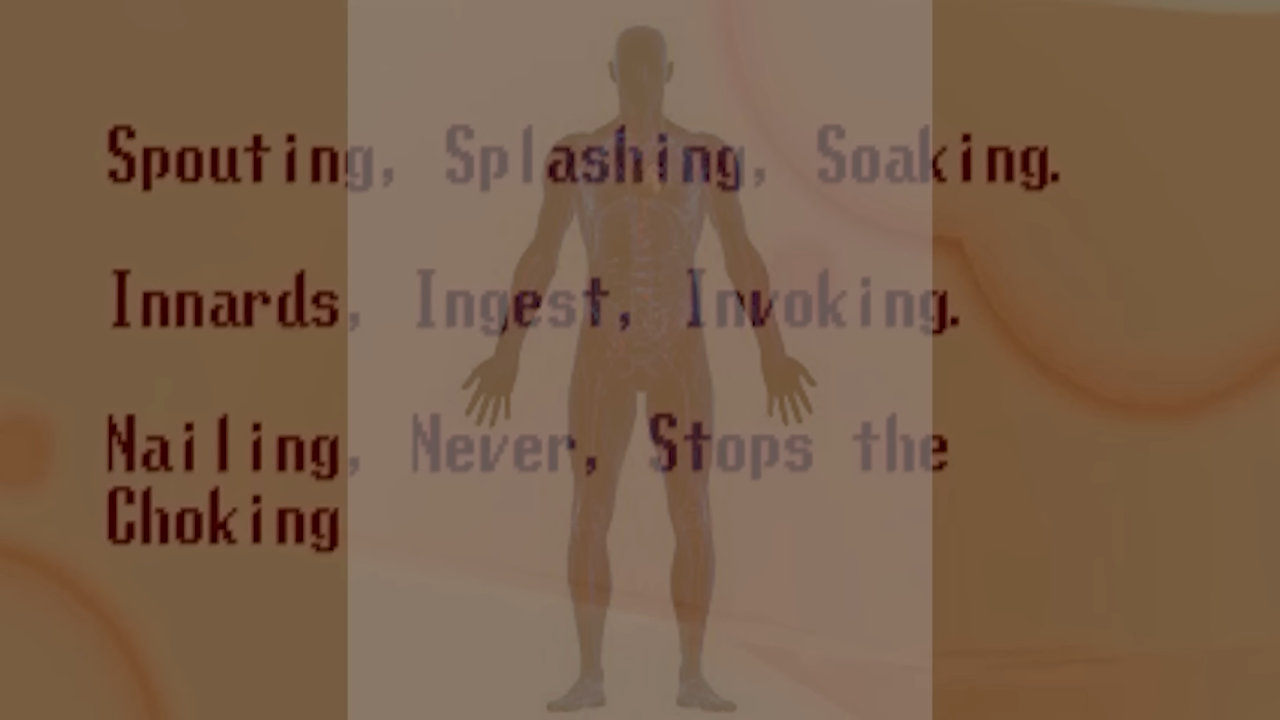 Spouting, Splashing, Soaking.
Innards, Ingest, Invoking.
Nailing, Never, Stops the
Choking